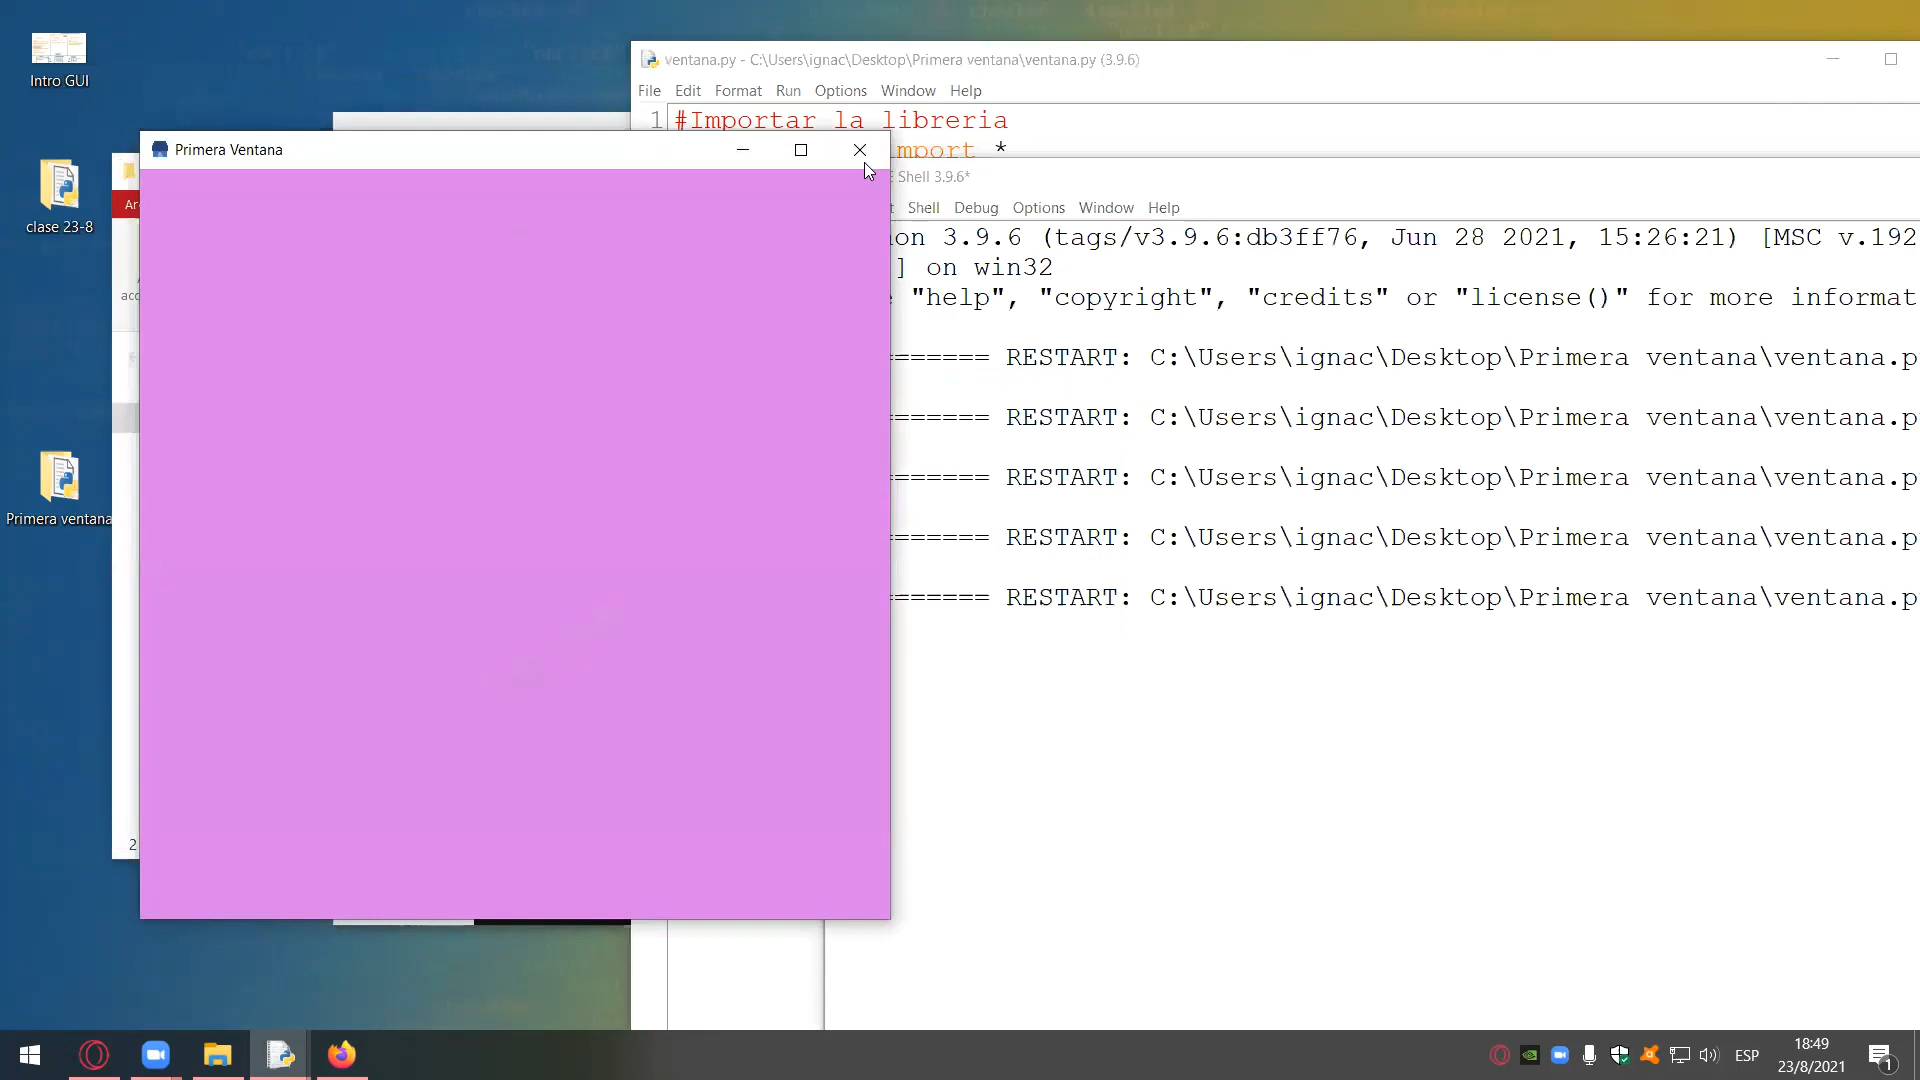 Intro GUI
clase 23-8
Primera ventana
ventana.py - C:\Users\ignac\Desktop\Primera ventana\ventana.py (3.9.6)
File Edit Format Run Options Window Help
1 #Importar la libreria
mport *
Primera Ventana
Ar
acc
2
Shell 3.9.6*
t Shell Debug Options Window Help
on 3.9.6 (tags/v3.9.6:db3ff76, Jun 28 2021, 15:26:21) [MSC v.192
] on win32
"help", "copyright", "credits" or "license()" for more informat
======= RESTART: C:\Users\ignac\Desktop\Primera ventana\ventana.p
======= RESTART: C:\Users\ignac\Desktop\Primera ventana\ventana.p
======= RESTART: C:\Users\ignac\Desktop\Primera ventana\ventana.p
======= RESTART: C:\Users\ignac\Desktop\Primera ventana\ventana.p
======= RESTART: C:\Users\ignac\Desktop\Primera ventana\ventana.p
ESP
18:49
23/8/2021
1